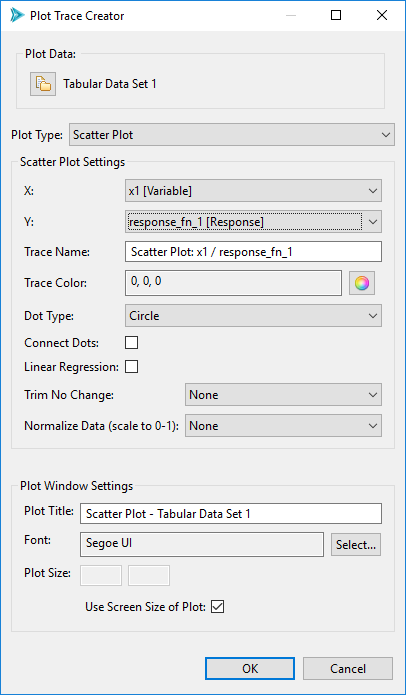 Plot Trace Creator
Plot Data:
Tabular Data Set 1
Plot Type: Scatter Plot
Scatter Plot Settings
X: x1 [Variable]
Y: response_fn_1 [Response]
Trace Name: Scatter Plot: x1 / response_fn_1
Trace Color: 0, 0, 0
Dot Type: Circle
Connect Dots:
Linear Regression:
Trim No Change: None
Normalize Data (scale to 0-1): None
Plot Window Settings
Plot Title: Scatter Plot - Tabular Data Set 1
Font: Segoe UI Select...
Plot Size:
Use Screen Size of Plot:
OK Cancel